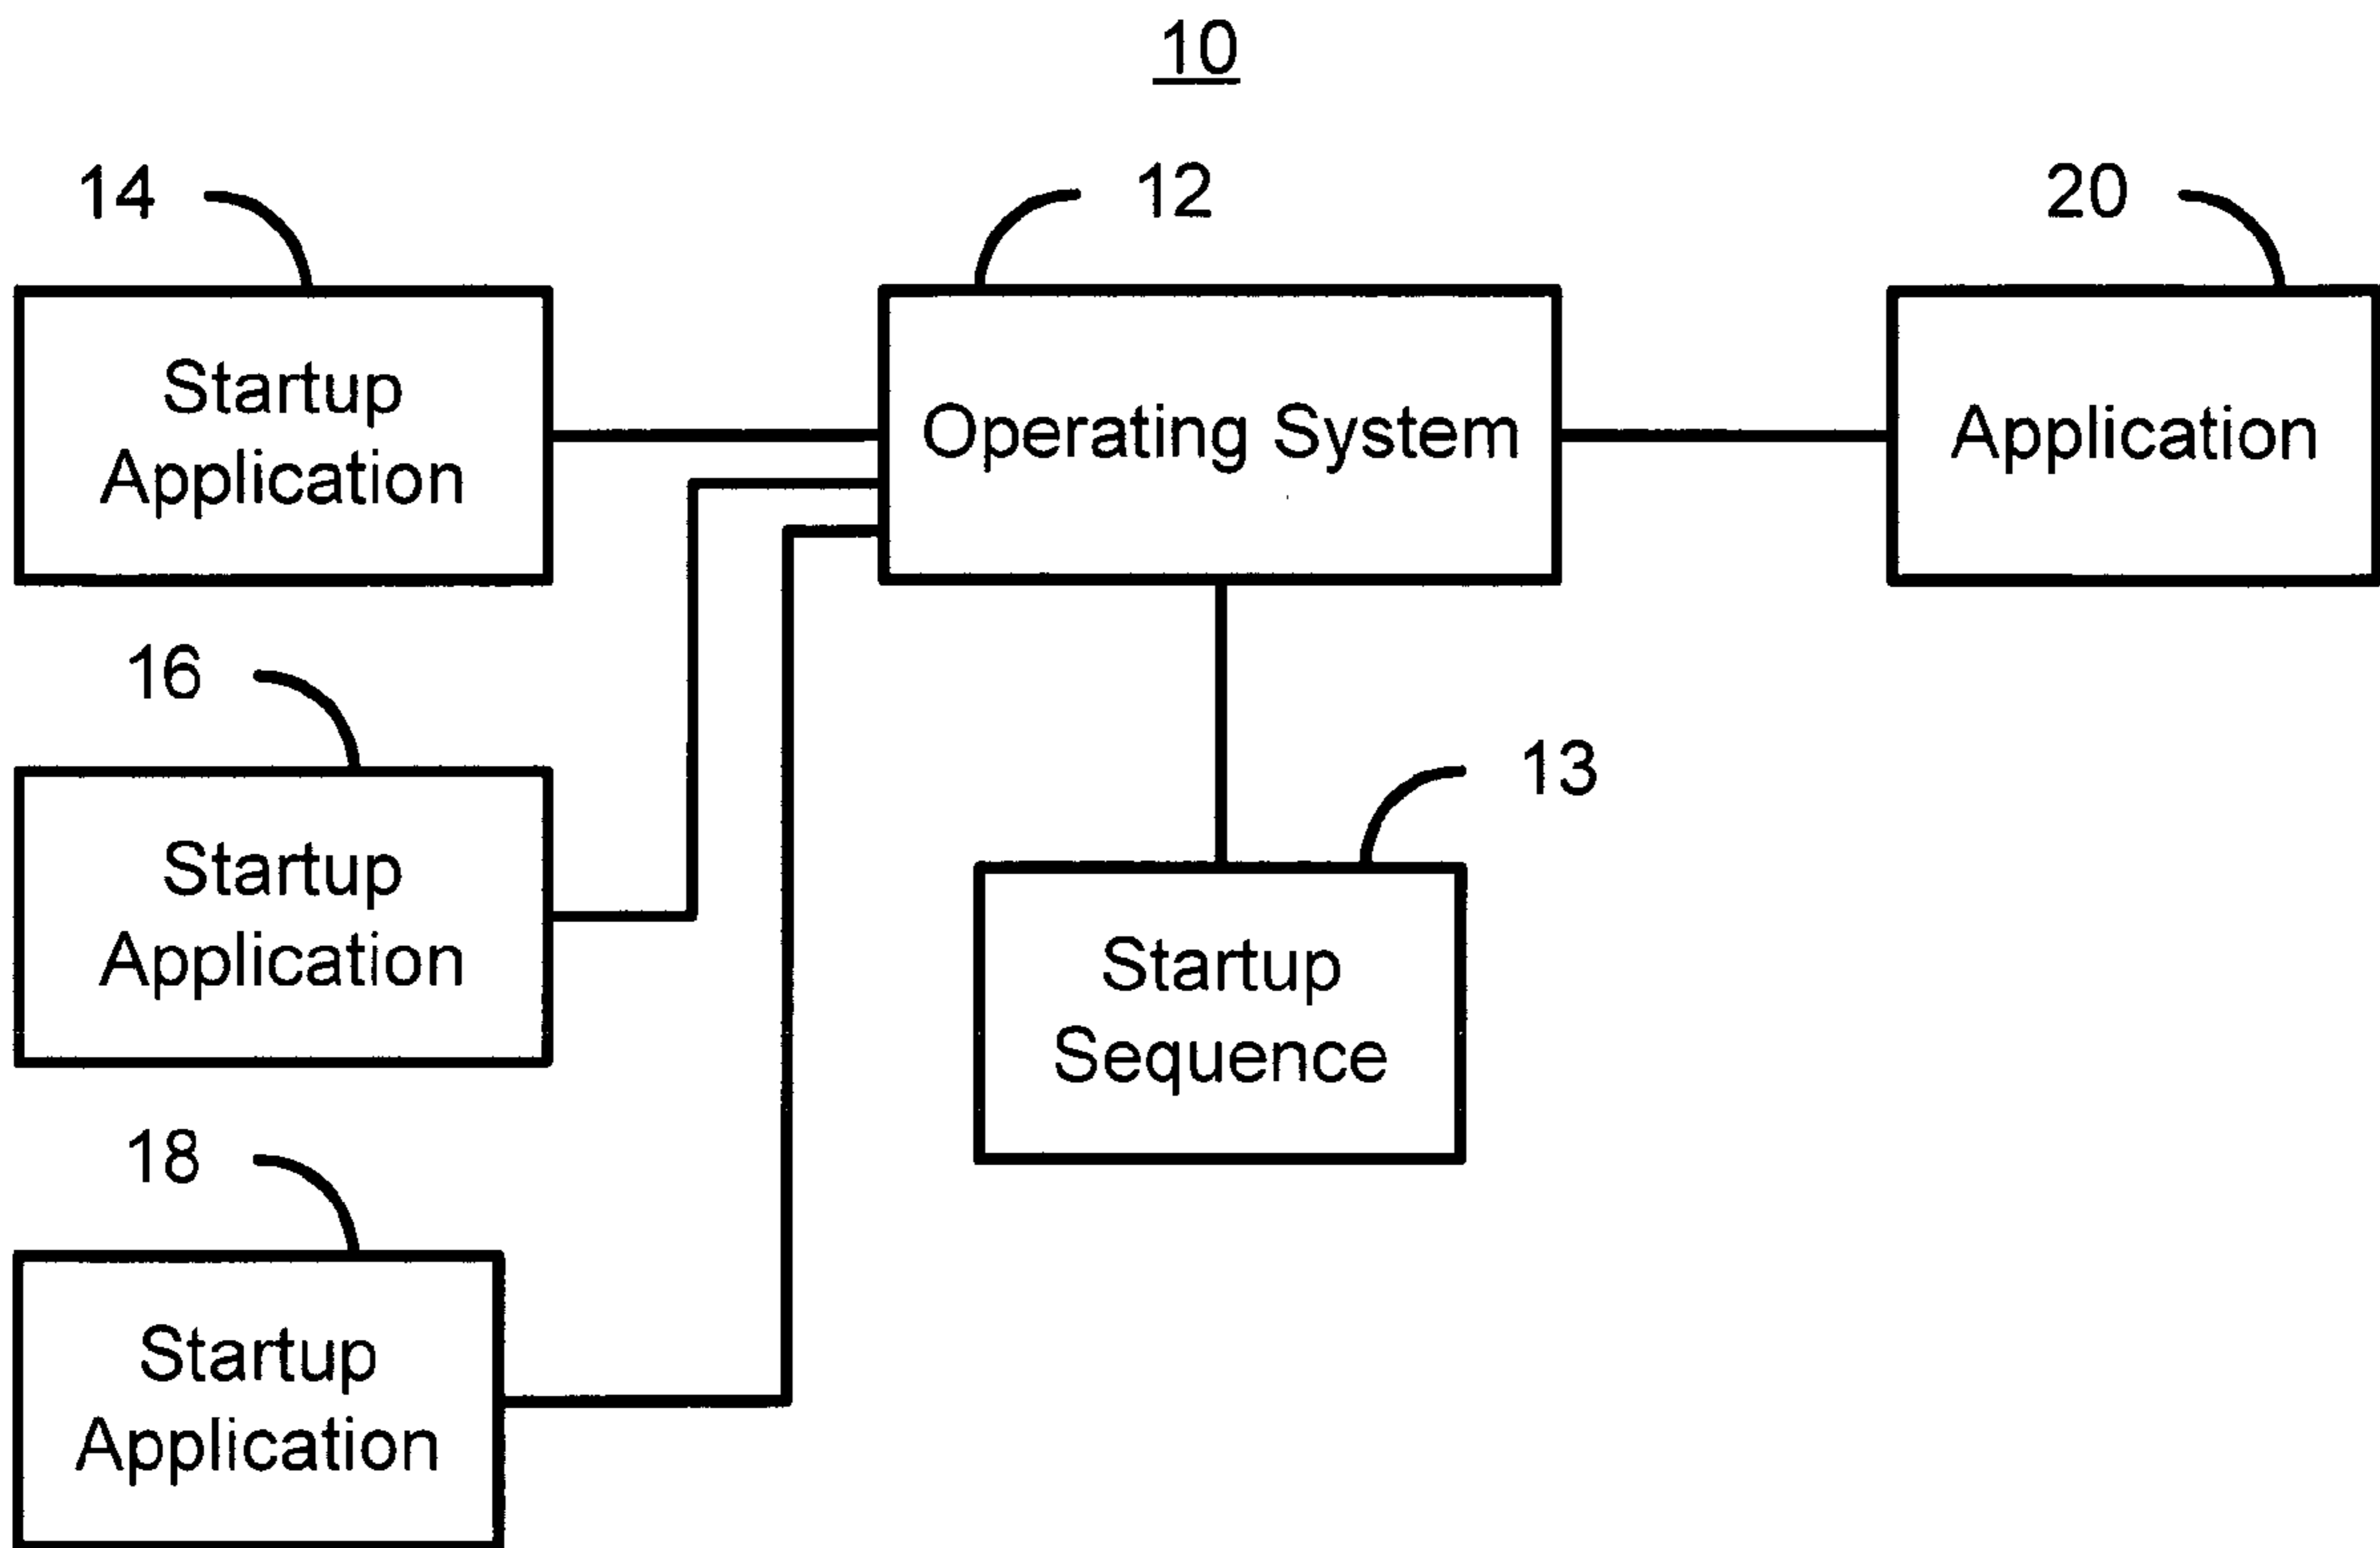 10
14
12
20
Startup
Application
Operating System
Application
16
13
Startup
Application
Startup
Sequence
18
Startup
Application